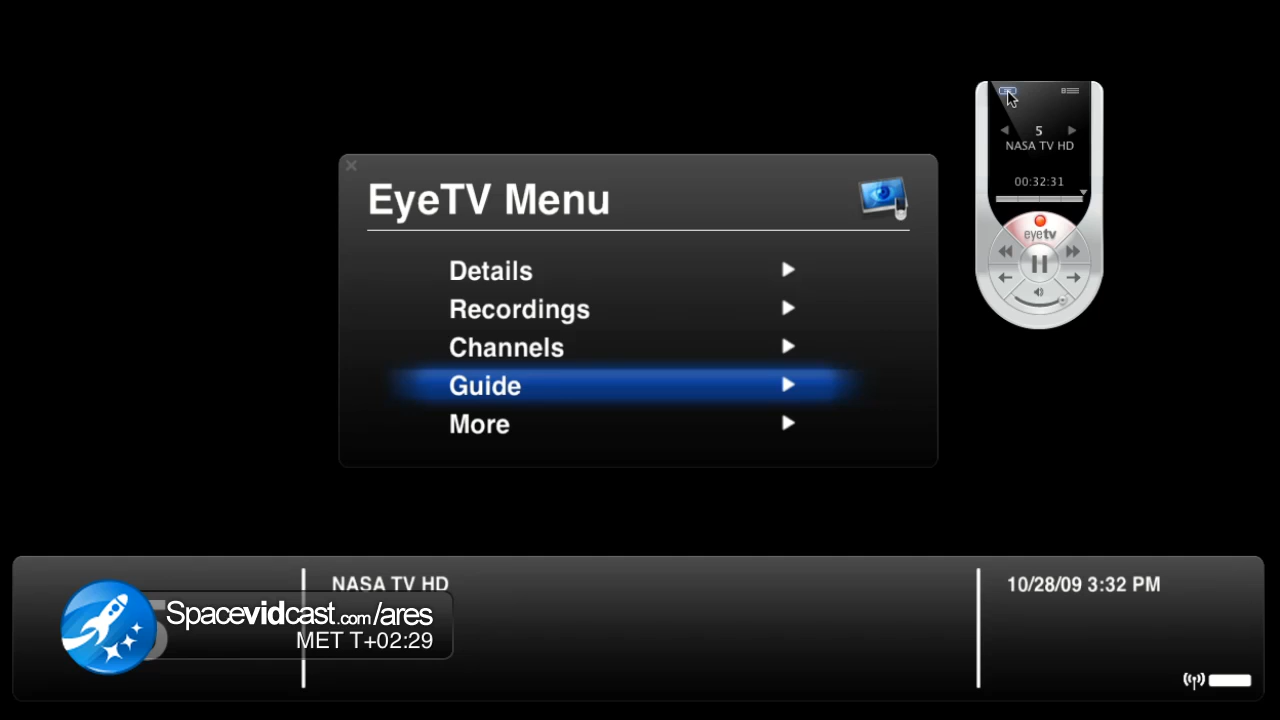 EyeTV Menu
Details
Recordings
Channels
Guide
More
5
NASA TV HD
00:32:31
eyetv
NASA TV HD
10/28/09 3:32 PM
5
Spacevidcast.com/ares
MET T+02:29